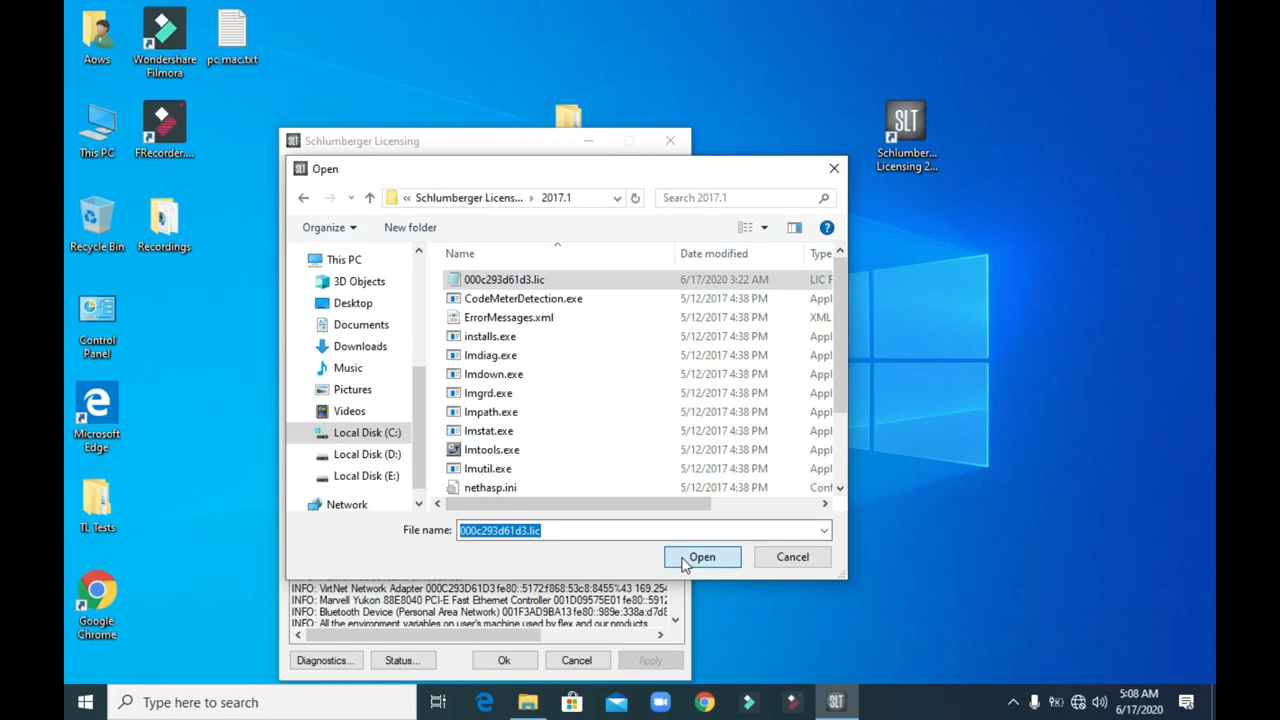 Aows
Wondershare
Filmora
pc mac.txt
This PC
FRecorder....
SLT
Schlumber...
Licensing 2...
Recycle Bin
Recordings
Control
Panel
Microsoft
Edge
TL Tests
Google
Chrome
SLT Schlumberger Licensing
SLT Open
« Schlumberger Licens... › 2017.1
Search 2017.1
Organize
New folder
This PC
3D Objects
Desktop
Documents
Downloads
Music
Pictures
Videos
Local Disk (C:)
Local Disk (D:)
Local Disk (E:)
Network
Name Date modified Type
000c293d61d3.lic 6/17/2020 3:22 AM LIC F
CodeMeterDetection.exe 5/12/2017 4:38 PM Appl
ErrorMessages.xml 5/12/2017 4:38 PM XML
installs.exe 5/12/2017 4:38 PM Appl
lmdiag.exe 5/12/2017 4:38 PM Appl
lmdown.exe 5/12/2017 4:38 PM Appl
lmgrd.exe 5/12/2017 4:38 PM Appl
lmpath.exe 5/12/2017 4:38 PM Appl
lmstat.exe 5/12/2017 4:38 PM Appl
lmtools.exe 5/12/2017 4:38 PM Appl
lmutil.exe 5/12/2017 4:38 PM Appl
nethasp.ini 5/12/2017 4:38 PM Conf
File name: 000c293d61d3.lic
Open
Cancel
INFO: VirtNet Network Adapter 000C293D61D3 fe80::5172:f868:53c8:8455%43 169.254
INFO: Marvell Yukon 88E8040 PCI-E Fast Ethernet Controller 001D09575E01 fe80::5912
INFO: Bluetooth Device (Personal Area Network) 001F3AD9BA13 fe80::989e:338a:d7d8
INFO: All the environment variables on user's machine used by flex and our products
Diagnostics...
Status...
Ok
Cancel
Apply
Type here to search
SLT
5:08 AM
6/17/2020